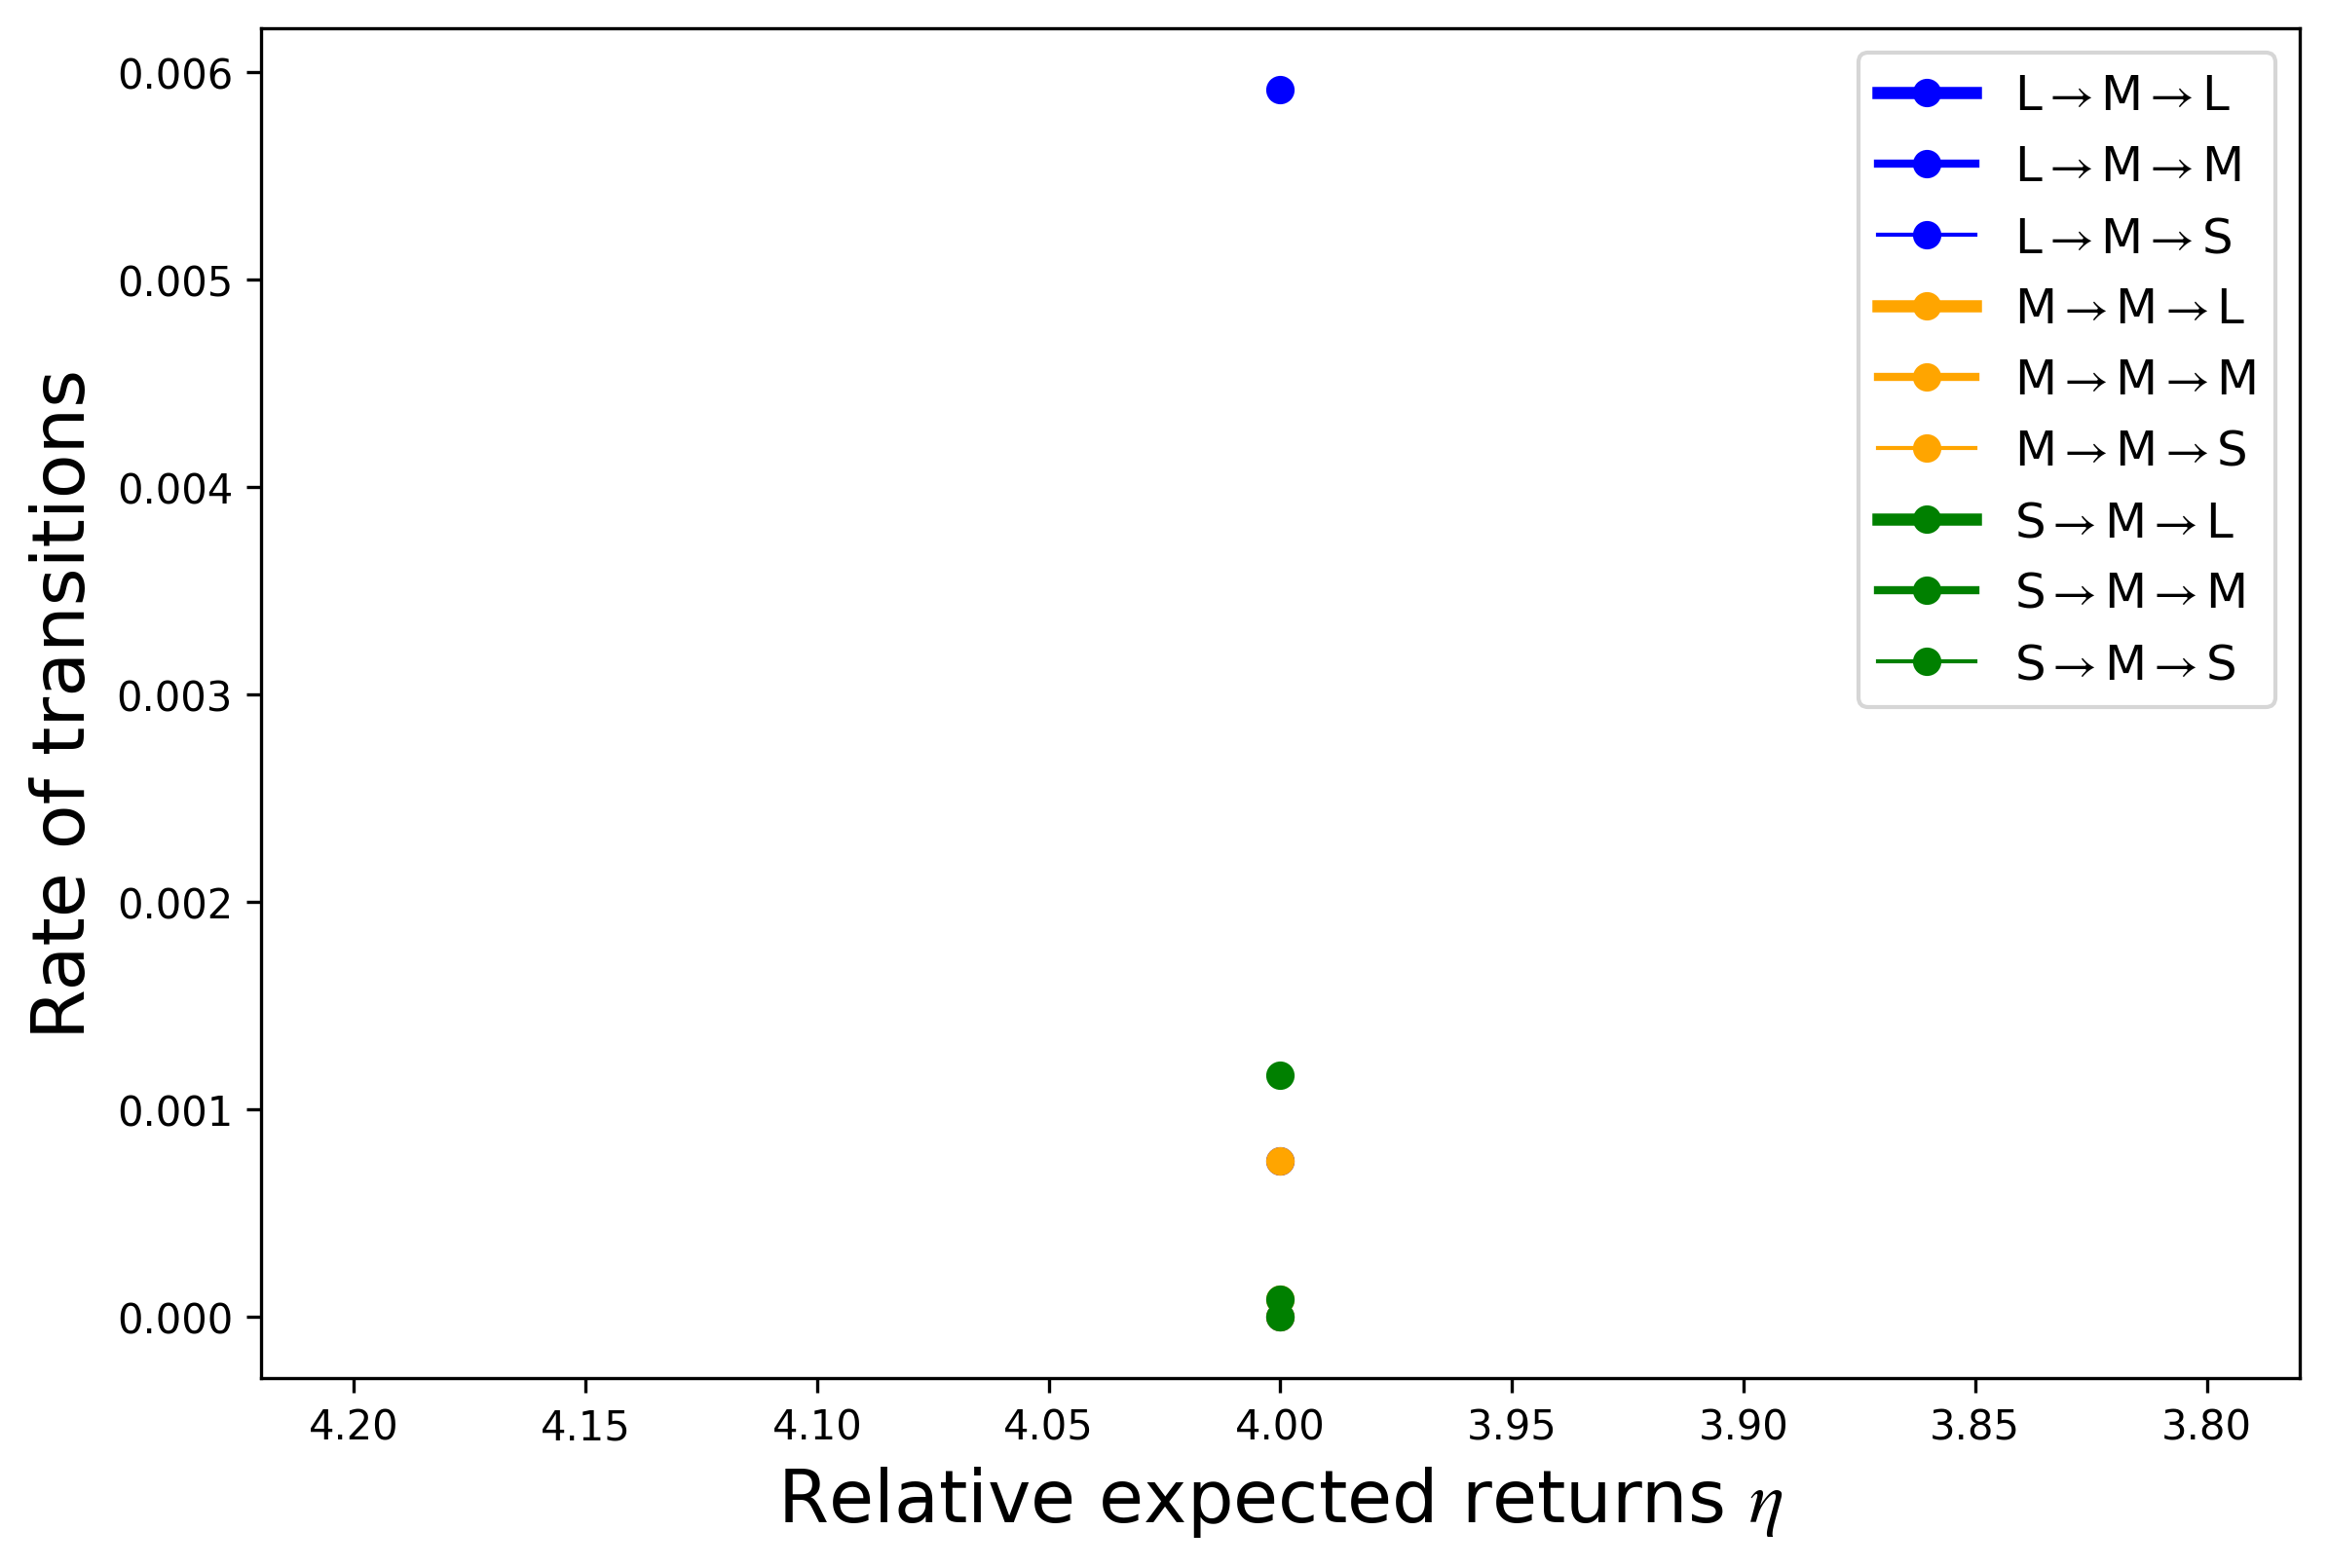 0.006
0.005
0.004
0.003
0.002
0.001
0.000
Rate of transitions
4.20 4.15 4.10 4.05 4.00 3.95 3.90 3.85 3.80
Relative expected returns η
L→M→L
L→M→M
L→M→S
M→M→L
M→M→M
M→M→S
S→M→L
S→M→M
S→M→S